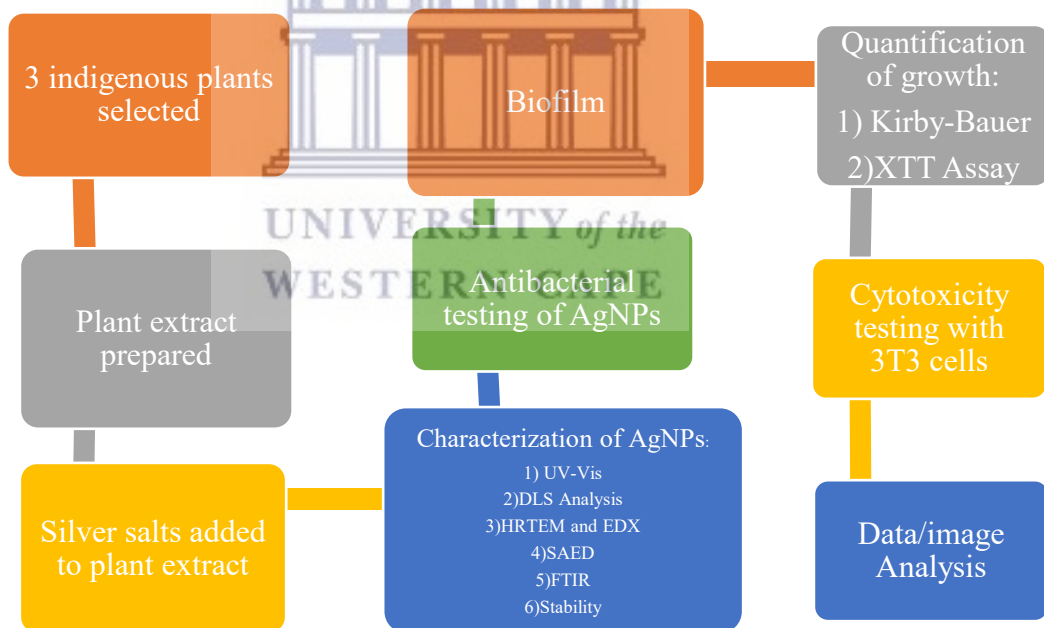 3 indigenous plants
selected
Plant extract
prepared
Silver salts added
to plant extract
Characterization of AgNPs:
1) UV-Vis
2)DLS Analysis
3)HRTEM and EDX
4)SAED
5)FTIR
6)Stability
Antibacterial
testing of AgNPs
Biofilm
Quantification
of growth:
1) Kirby-Bauer
2)XTT Assay
Cytotoxicity
testing with
3T3 cells
Data/image
Analysis
UNIVERSITY of the
WESTERN CAPE